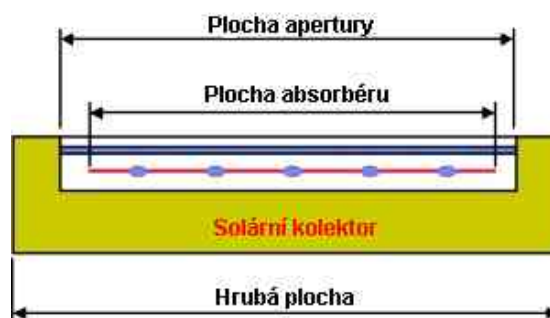 Plocha apertury
Plocha absorbéru
Solární kolektor
Hrubá plocha